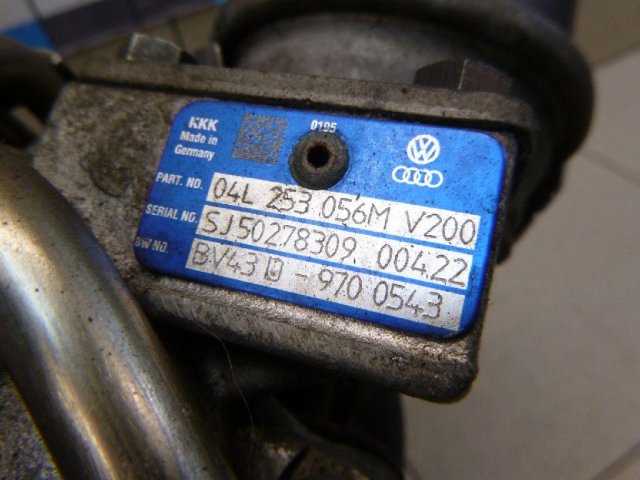 KKK
0195
Made in
Germany
PART. NO. 04L 253 056M V200
SERIAL NO. SJ50278309 00422
BW NO. BV43D - 970 0543